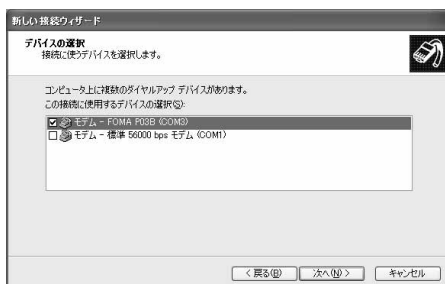 新しい接続ウィザード
デバイスの選択
接続に使うデバイスを選択します。
コンピュータ上に複数のダイヤルアップ デバイスがあります。
この接続に使用するデバイスの選択(S):
モデム - FOMA P03B (COM3)
モデム - 標準 56000 bps モデム (COM1)
< 戻る(B)
次へ(N) >
キャンセル